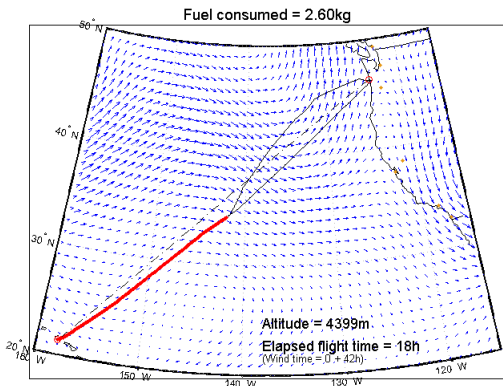 Fuel consumed = 2.60kg
50°N
40°N
30°N
20°N
160°W
150°W
140°W
130°W
120°W
Altitude = 4399m
Elapsed flight time = 18h
(Wind time = 0 + 42h)